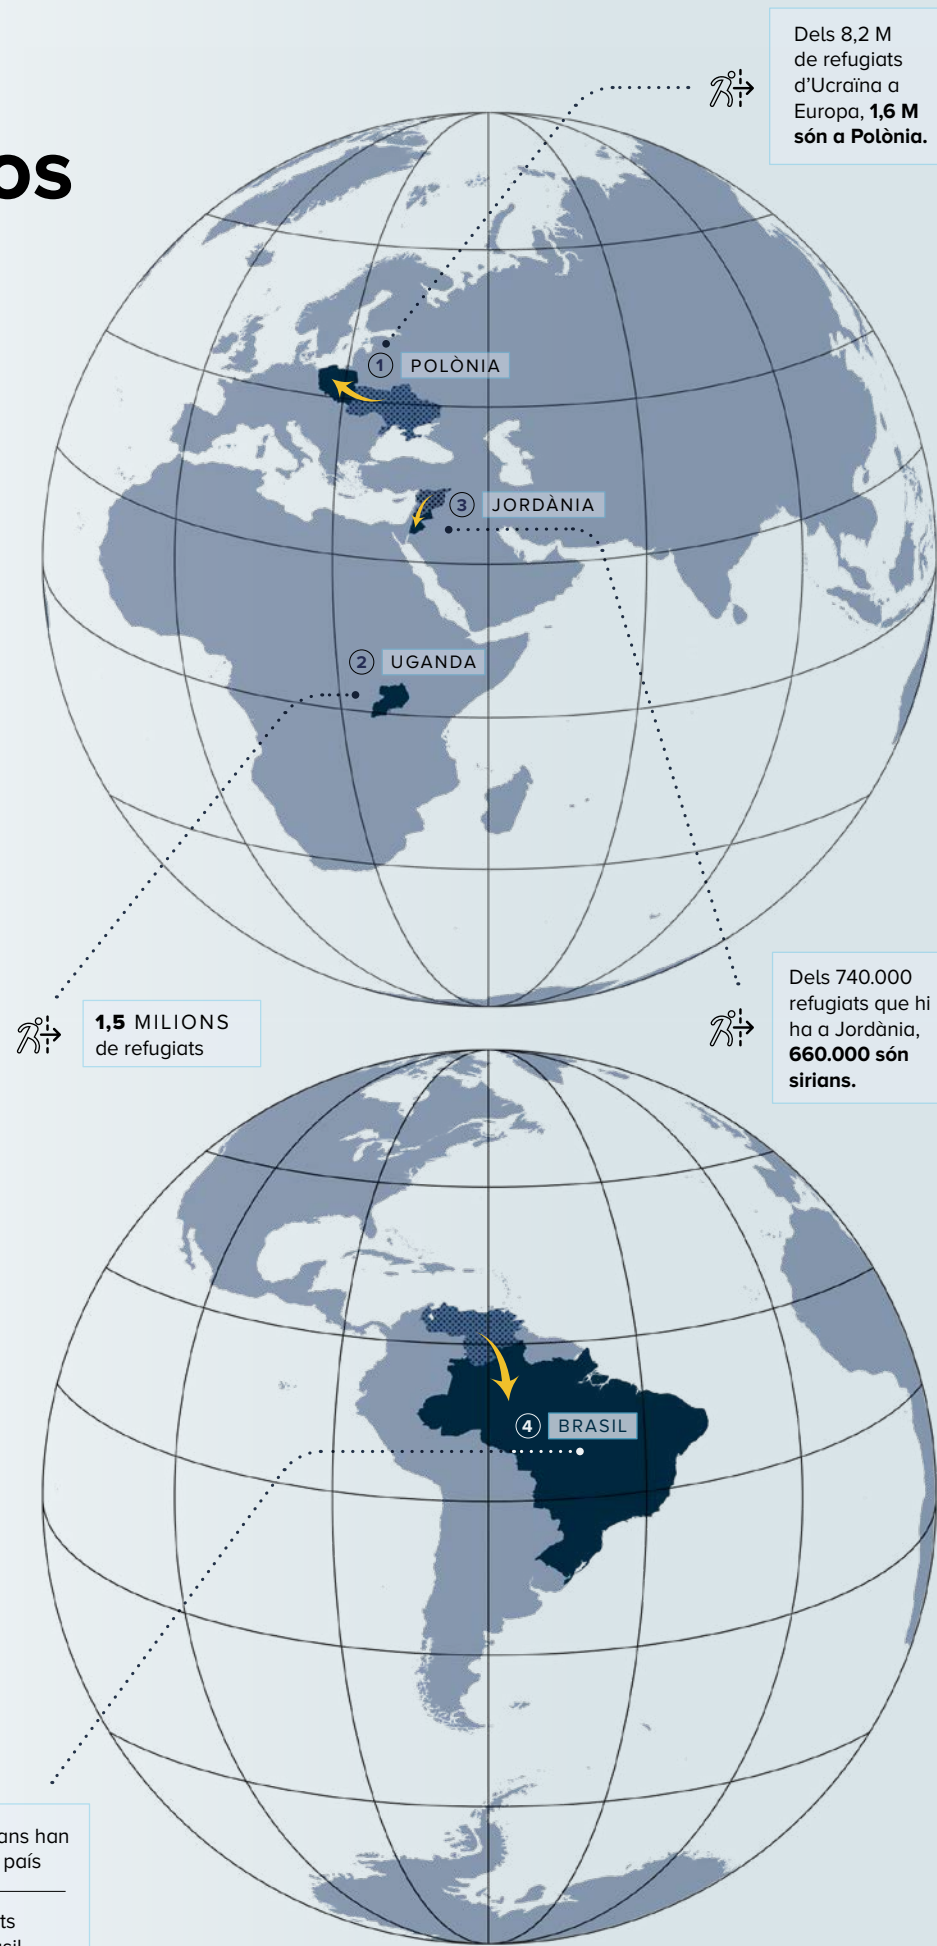 Dels 8,2 M
de refugiats
d’Ucraïna a
Europa, 1,6 M
són a Polònia.
os
1 POLÒNIA
3 JORDÀNIA
2 UGANDA
1,5 MILIONS
de refugiats
Dels 740.000
refugiats que hi
ha a Jordània,
660.000 són
sirians.
4 BRASIL
ans han
país
ts